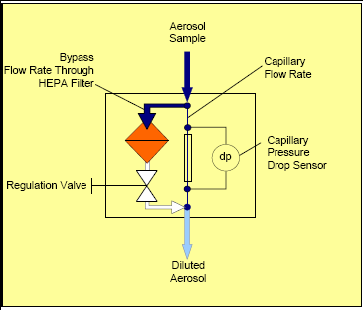 Aerosol
Sample
Bypass
Flow Rate Through
HEPA Filter
Capillary
Flow Rate
dp
Capillary
Pressure
Drop Sensor
Regulation Valve
Diluted
Aerosol